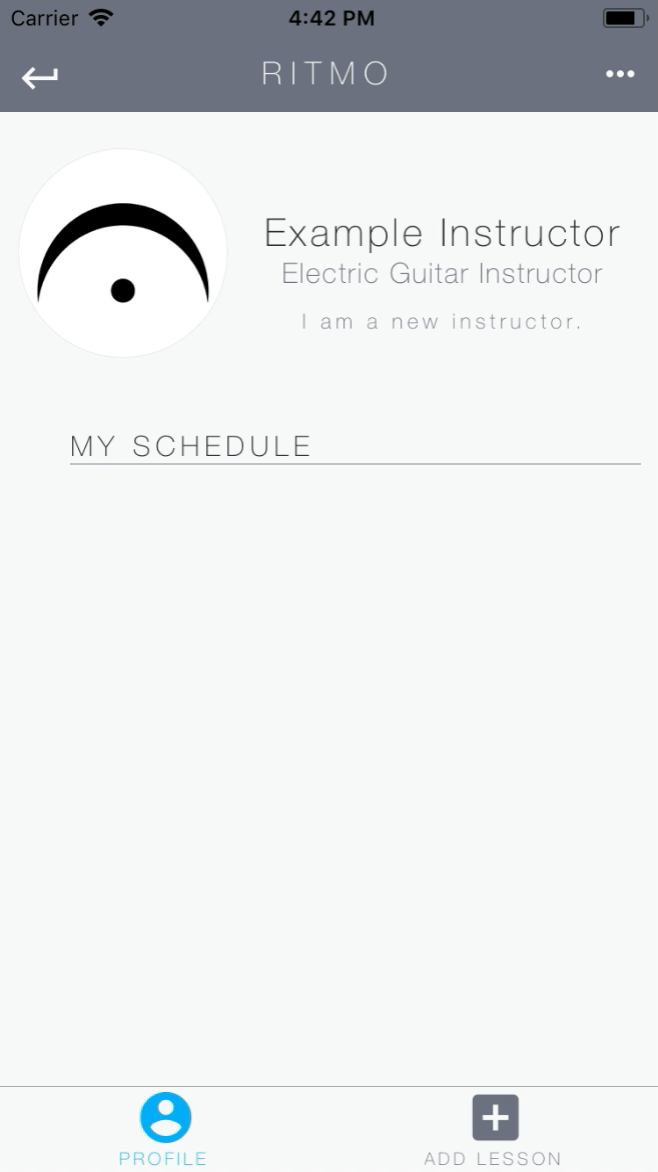 Carrier 4:42 PM
RITMO
Example Instructor
Electric Guitar Instructor
I am a new instructor.
MY SCHEDULE
PROFILE ADD LESSON